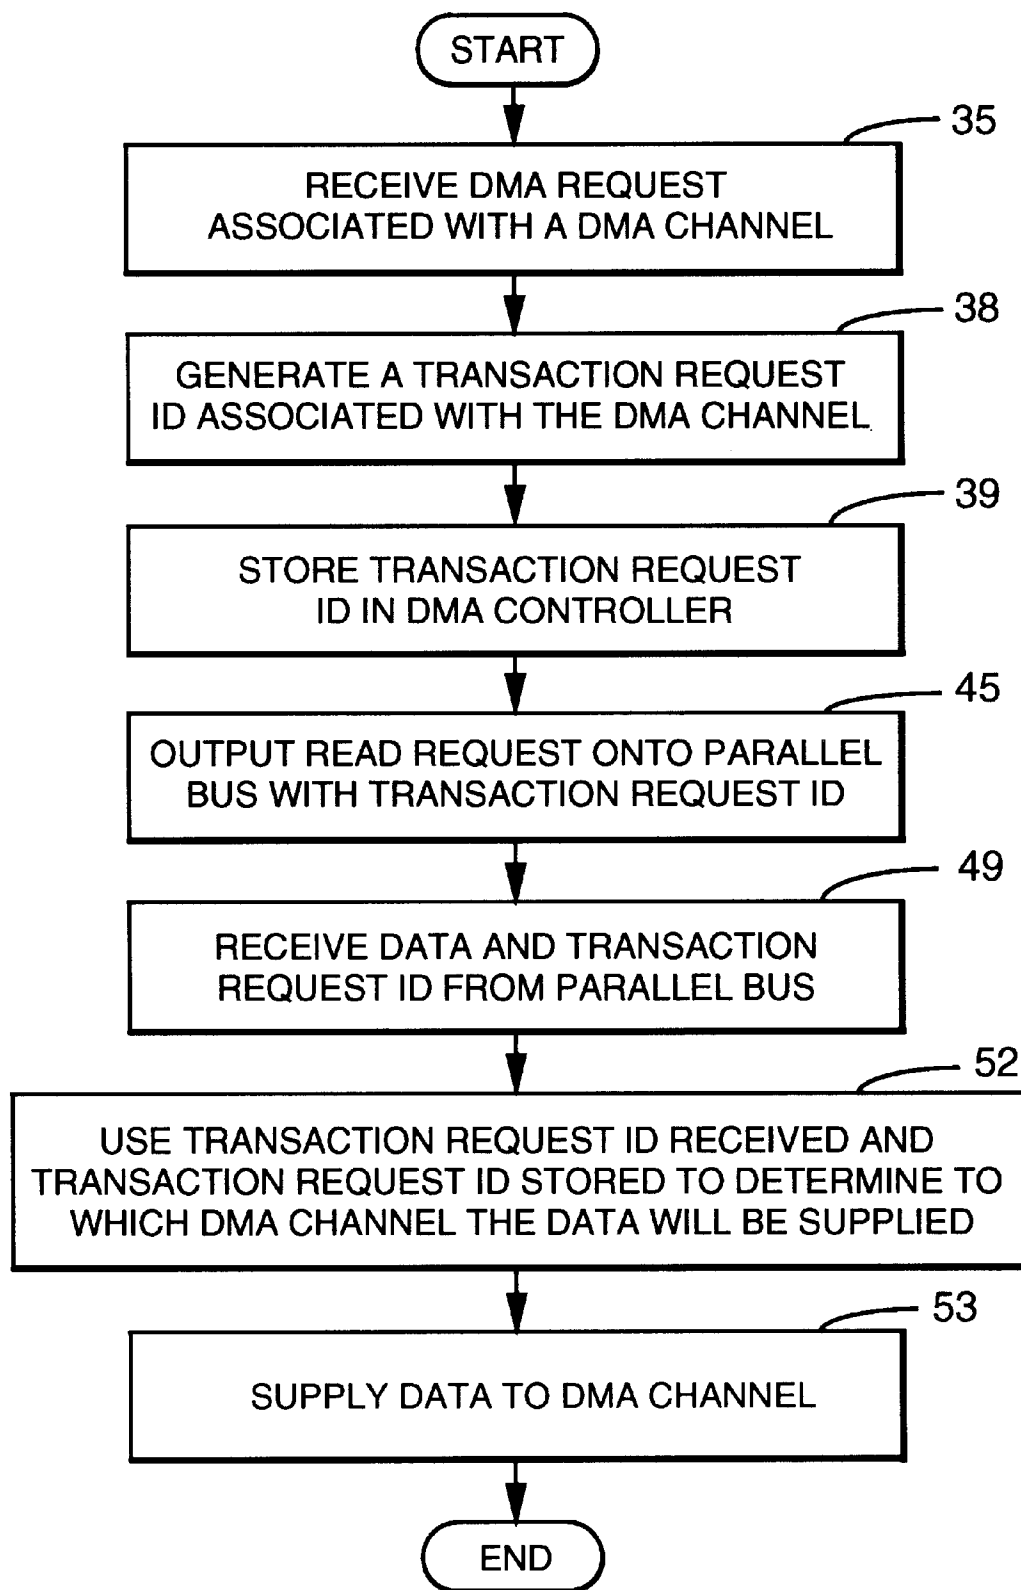 START
35
RECEIVE DMA REQUEST
ASSOCIATED WITH A DMA CHANNEL
38
GENERATE A TRANSACTION REQUEST
ID ASSOCIATED WITH THE DMA CHANNEL
39
STORE TRANSACTION REQUEST
ID IN DMA CONTROLLER
45
OUTPUT READ REQUEST ONTO PARALLEL
BUS WITH TRANSACTION REQUEST ID
49
RECEIVE DATA AND TRANSACTION
REQUEST ID FROM PARALLEL BUS
52
USE TRANSACTION REQUEST ID RECEIVED AND
TRANSACTION REQUEST ID STORED TO DETERMINE TO
WHICH DMA CHANNEL THE DATA WILL BE SUPPLIED
53
SUPPLY DATA TO DMA CHANNEL
END